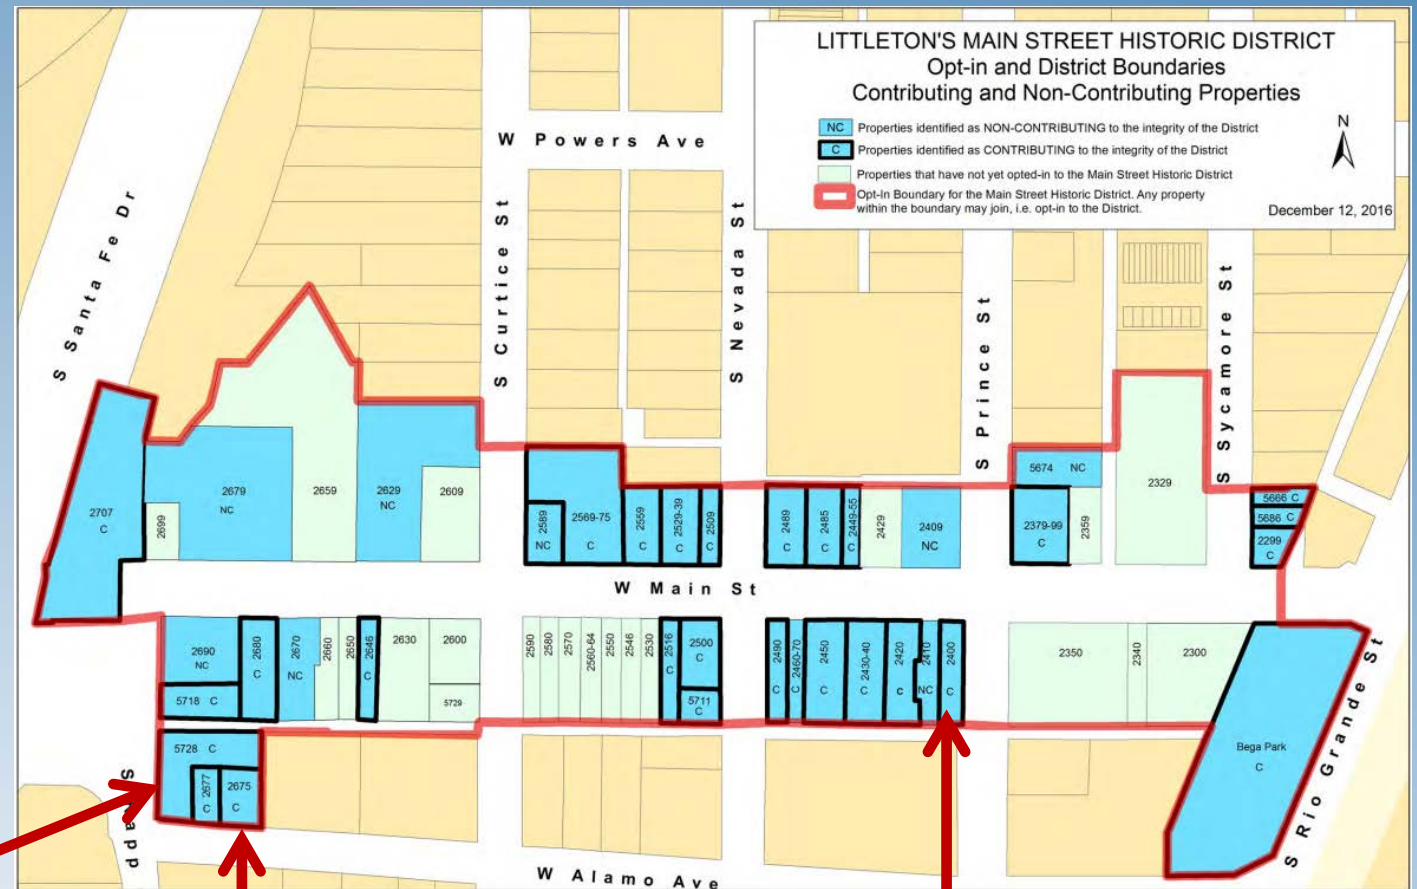 LITTLETON'S MAIN STREET HISTORIC DISTRICT
Opt-in and District Boundaries
Contributing and Non-Contributing Properties
NC Properties identified as NON-CONTRIBUTING to the integrity of the District
C Properties identified as CONTRIBUTING to the integrity of the District
Properties that have not yet opted-in to the Main Street Historic District
Opt-In Boundary for the Main Street Historic District. Any property
within the boundary may join, i.e. opt-in to the District.
N
December 12, 2016
W Powers Ave
S Santa Fe Dr
S Curtice St
S Nevada St
S Prince St
S Sycamore St
2707
C
2679
NC
2699
2659
2629
NC
2609
2589
NC
2569-75
C
2559
C
2529-39
C
2509
C
2489
C
2485
C
2449-55
C
2429
2409
NC
5674 NC
2379-99
C
2359
2329
5666 C
5686 C
2299
C
W Main St
2690
NC
5718 C
2680
C
2670
NC
2660
2650
2646
C
2630
2600
5729
2590
2580
2570
2560-64
2550
2546
2530
2516
C
2500
C
5711
C
2490
C
2460-70
C
2450
C
2430-40
C
2420
C
2410
NC
2400
C
2350
2340
2300
Bega Park
C
S Rio Grande St
5728 C
2677
C
2675
C
W Alamo Ave